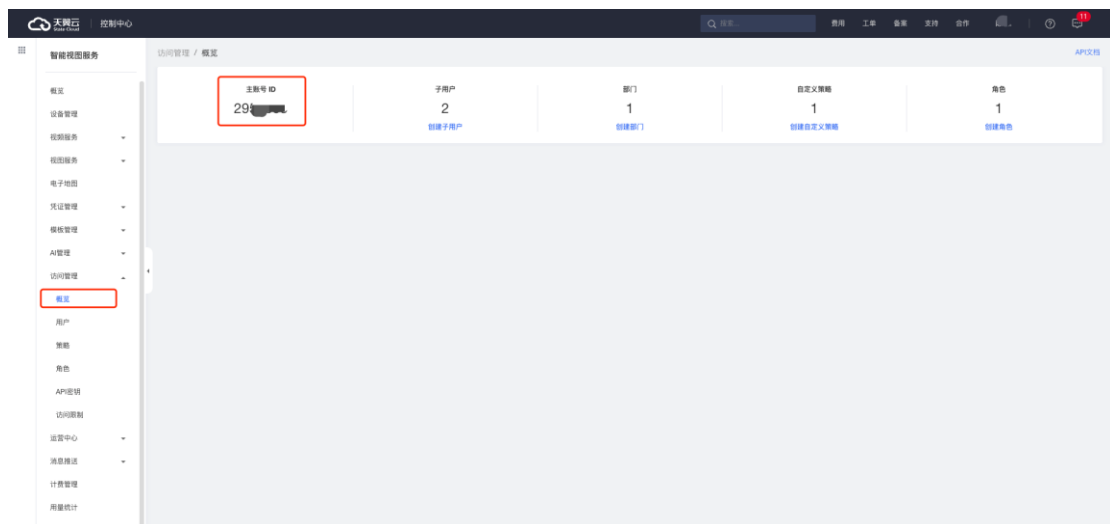 天翼云
State Cloud
控制中心
搜索...
费用
工单
备案
支持
合作
11
智能视图服务
访问管理 / 概览
API文档
概览
设备管理
视频服务
视图服务
电子地图
凭证管理
模板管理
AI管理
访问管理
概览
用户
策略
角色
API密钥
访问限制
运营中心
消息推送
计费管理
用量统计
主账号 ID
29
子用户
2
创建子用户
部门
1
创建部门
自定义策略
1
创建自定义策略
角色
1
创建角色